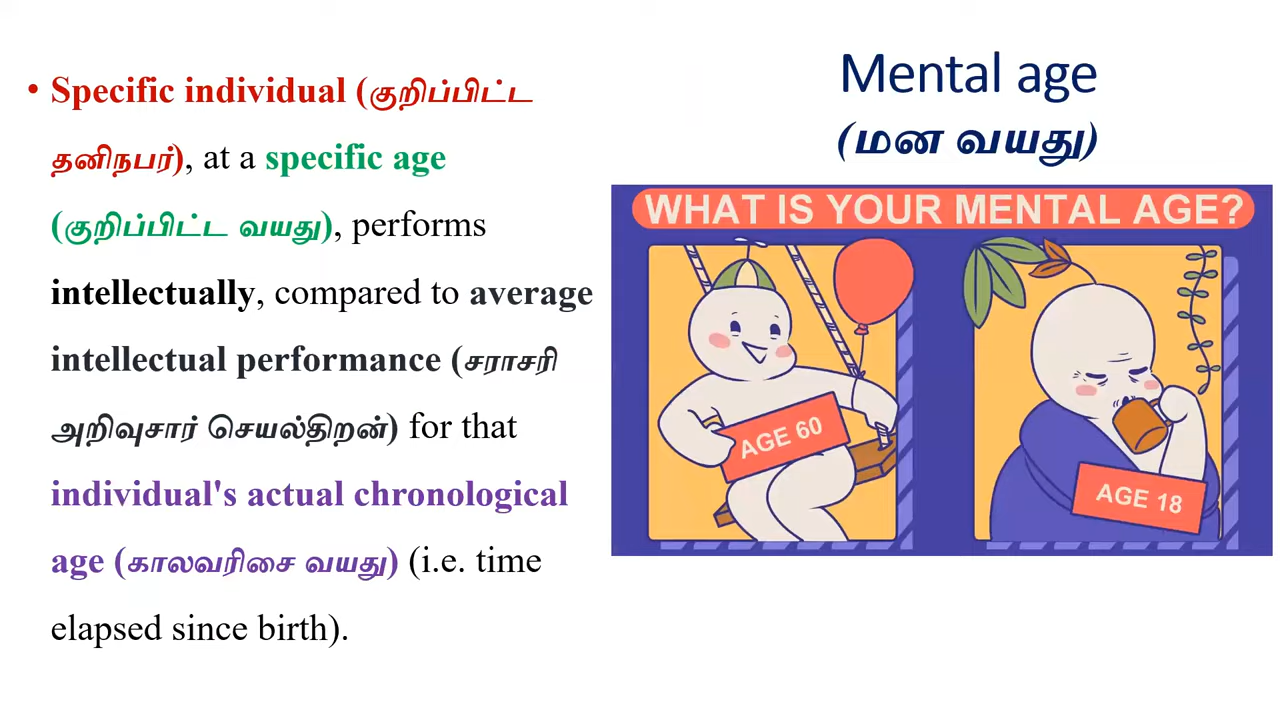 • Specific individual (குறிப்பிட்ட
தனிநபர்), at a specific age
(குறிப்பிட்ட வயது), performs
intellectually, compared to average
intellectual performance (சராசரி
அறிவுசார் செயல்திறன்) for that
individual's actual chronological
age (காலவரிசை வயது) (i.e. time
elapsed since birth).
Mental age
(மன வயது)
WHAT IS YOUR MENTAL AGE?
AGE 60
AGE 18